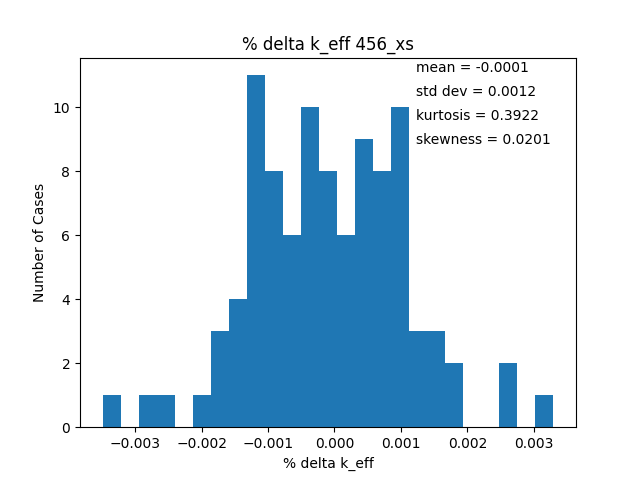 % delta k_eff 456_xs
mean = -0.0001
std dev = 0.0012
kurtosis = 0.3922
skewness = 0.0201
Number of Cases
10
8
6
4
2
0
−0.003 −0.002 −0.001 0.000 0.001 0.002 0.003
% delta k_eff